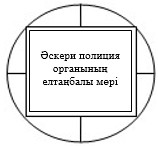 Әскери полиция
органының
елтаңбалы мөрі